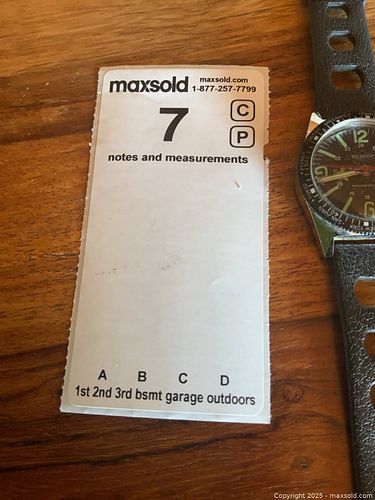 maxsold maxsold.com
1-877-257-7799
7 C
P
notes and measurements
A B C D
1st 2nd 3rd bsmt garage outdoors
Copyright 2025 - maxsold.com